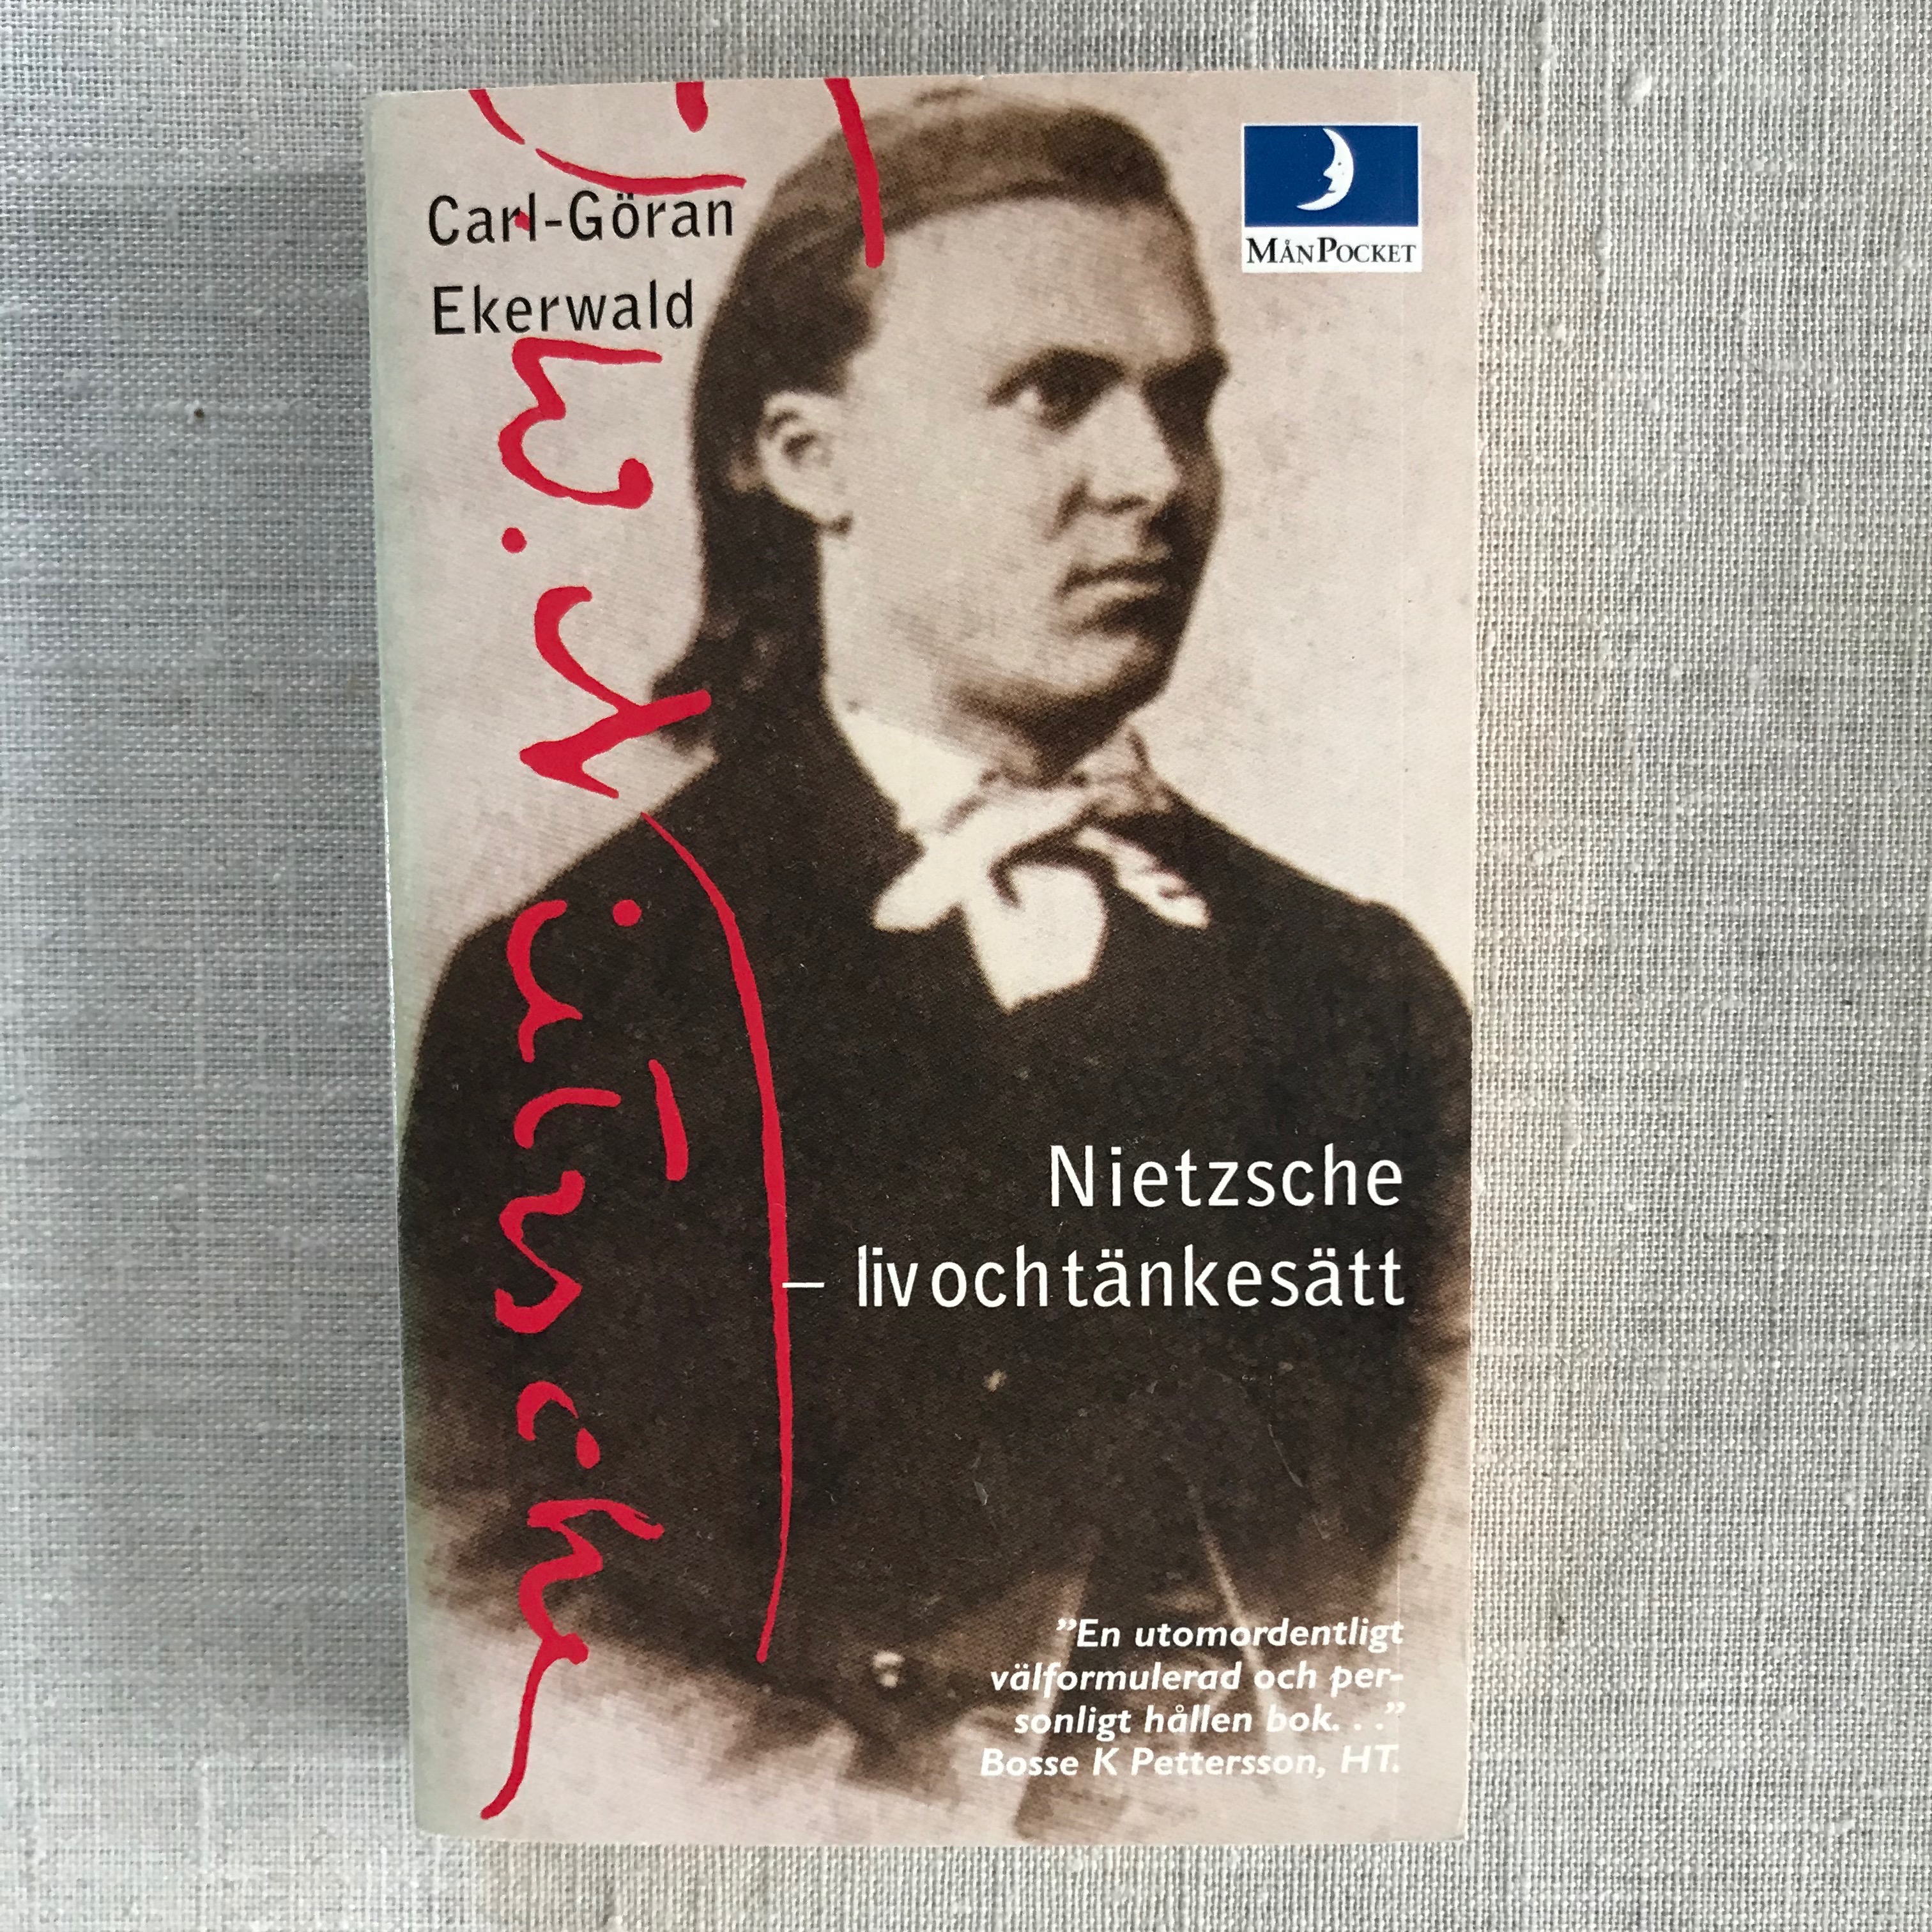 Carl-Göran
Ekerwald
MÅNPOCKET
Nietzsche
– liv och tänkesätt
”En utomordentligt
välformulerad och per-
sonligt hållen bok. . .”
Bosse K Pettersson, HT.